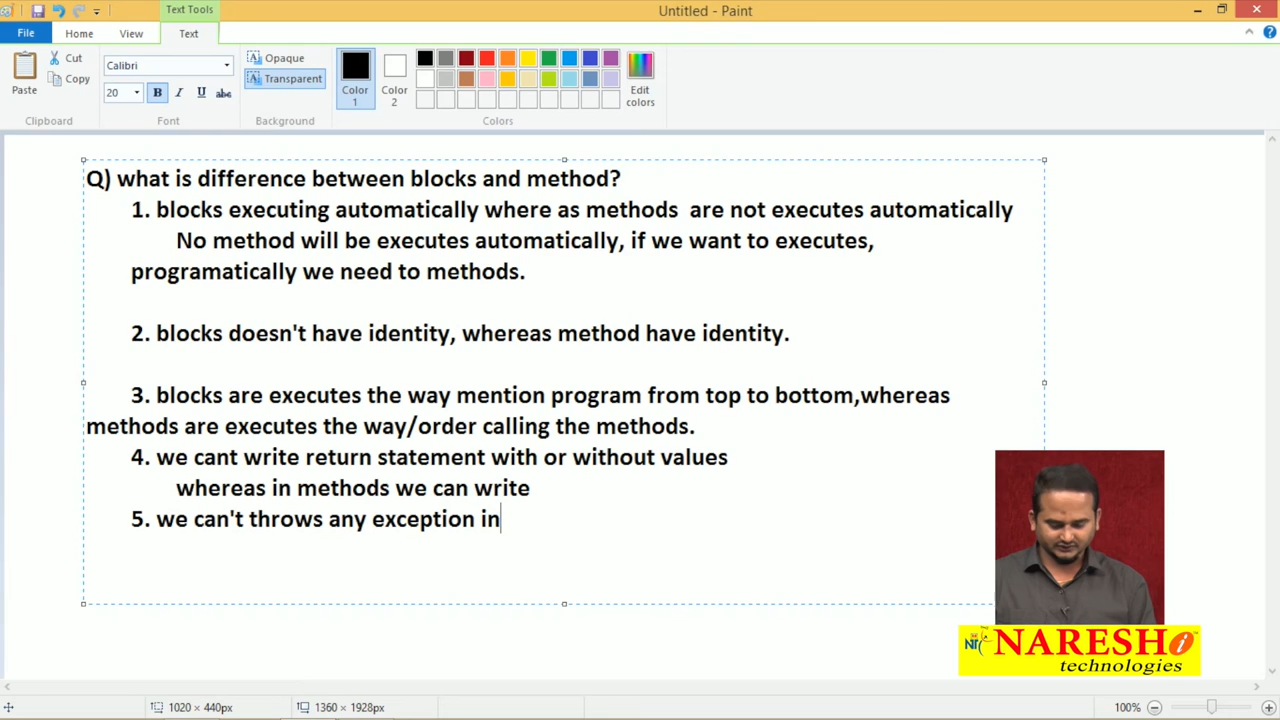 Untitled - Paint
Text Tools
File
Home
View
Text
Paste
Cut
Copy
Clipboard
Calibri
20
B
I
U
abc
Font
Opaque
Transparent
Background
Color 1
Color 2
Edit colors
Colors
Q) what is difference between blocks and method?
1. blocks executing automatically where as methods are not executes automatically
No method will be executes automatically, if we want to executes,
programatically we need to methods.
2. blocks doesn't have identity, whereas method have identity.
3. blocks are executes the way mention program from top to bottom,whereas
methods are executes the way/order calling the methods.
4. we cant write return statement with or without values
whereas in methods we can write
5. we can't throws any exception in
NARESH i
technologies
1020 × 440px
1360 × 1928px
100%